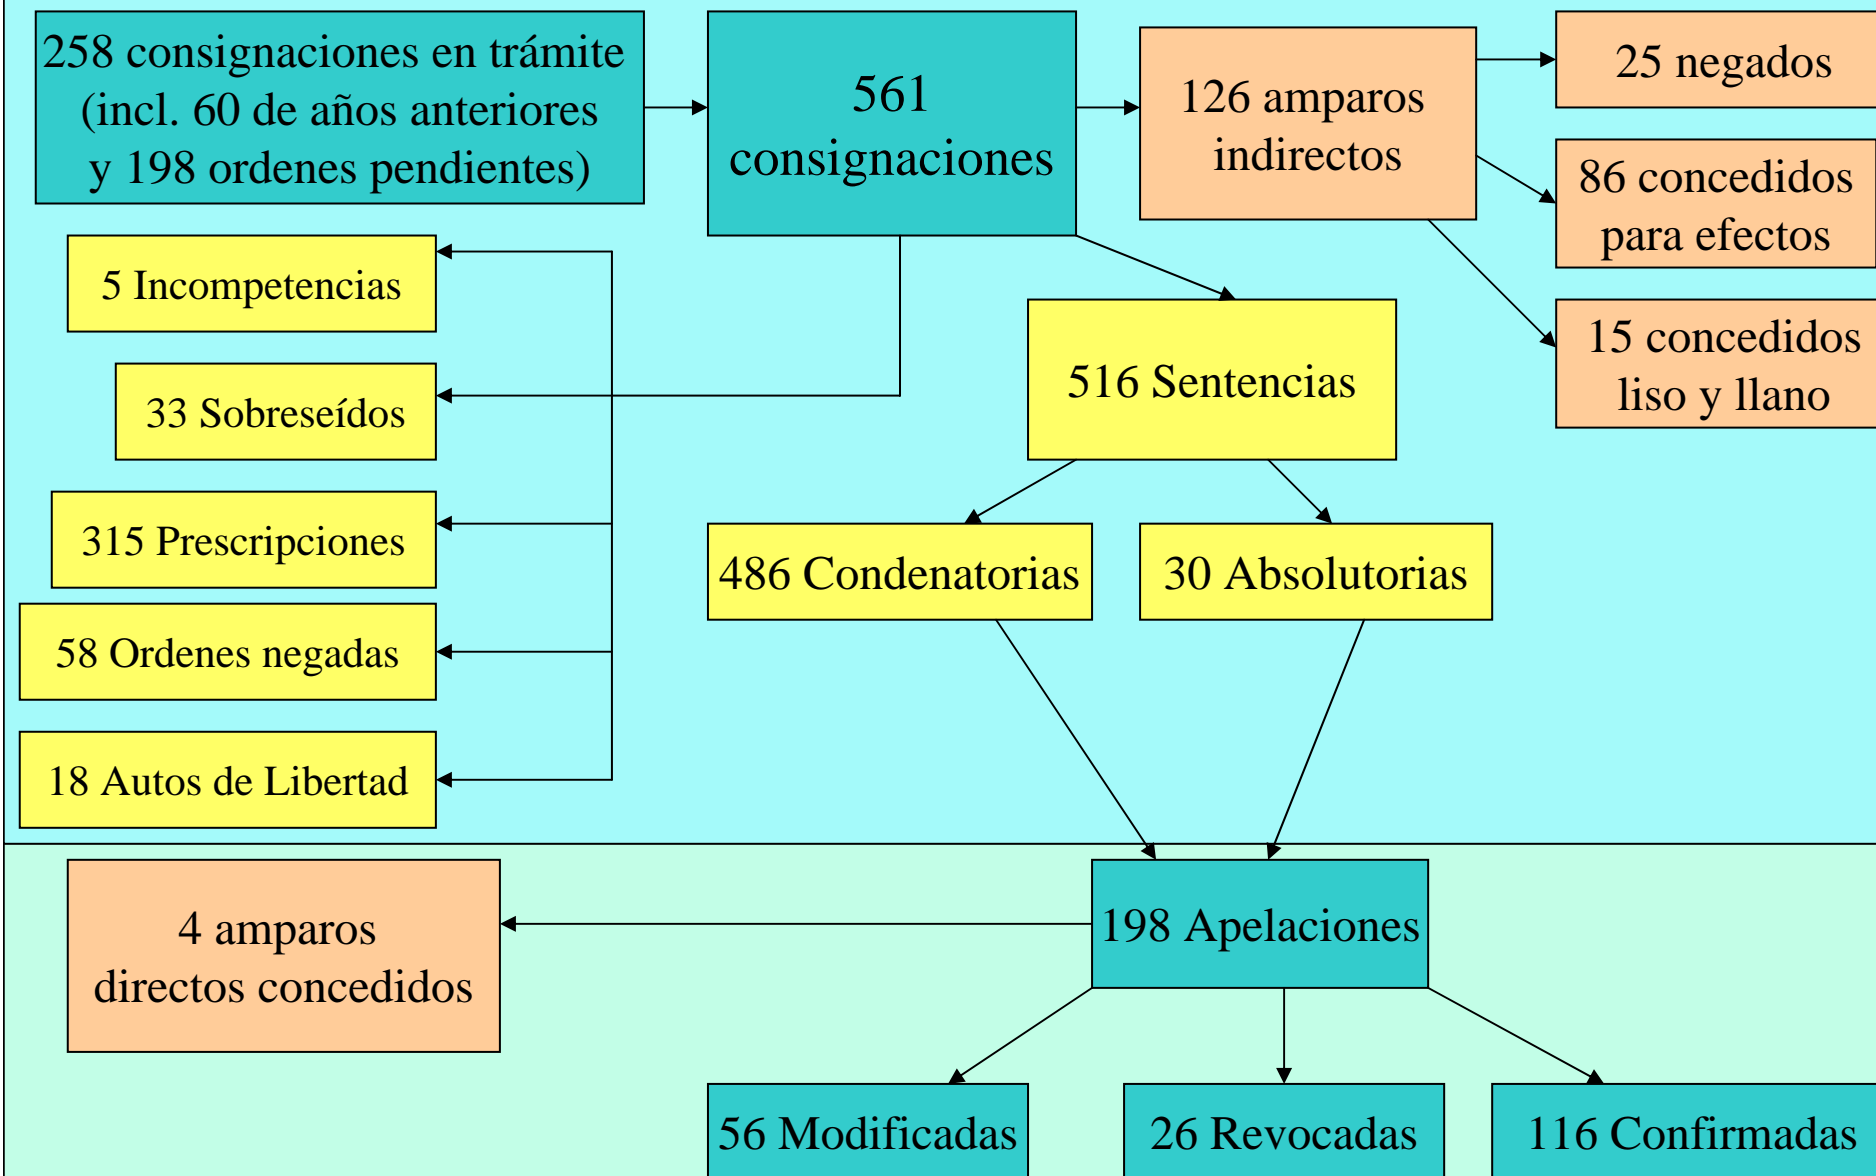 258 consignaciones en trámite
(incl. 60 de años anteriores
y 198 ordenes pendientes)
561
consignaciones
126 amparos
indirectos
25 negados
86 concedidos
para efectos
15 concedidos
liso y llano
5 Incompetencias
33 Sobreseídos
315 Prescripciones
58 Ordenes negadas
18 Autos de Libertad
516 Sentencias
486 Condenatorias
30 Absolutorias
4 amparos
directos concedidos
198 Apelaciones
56 Modificadas
26 Revocadas
116 Confirmadas